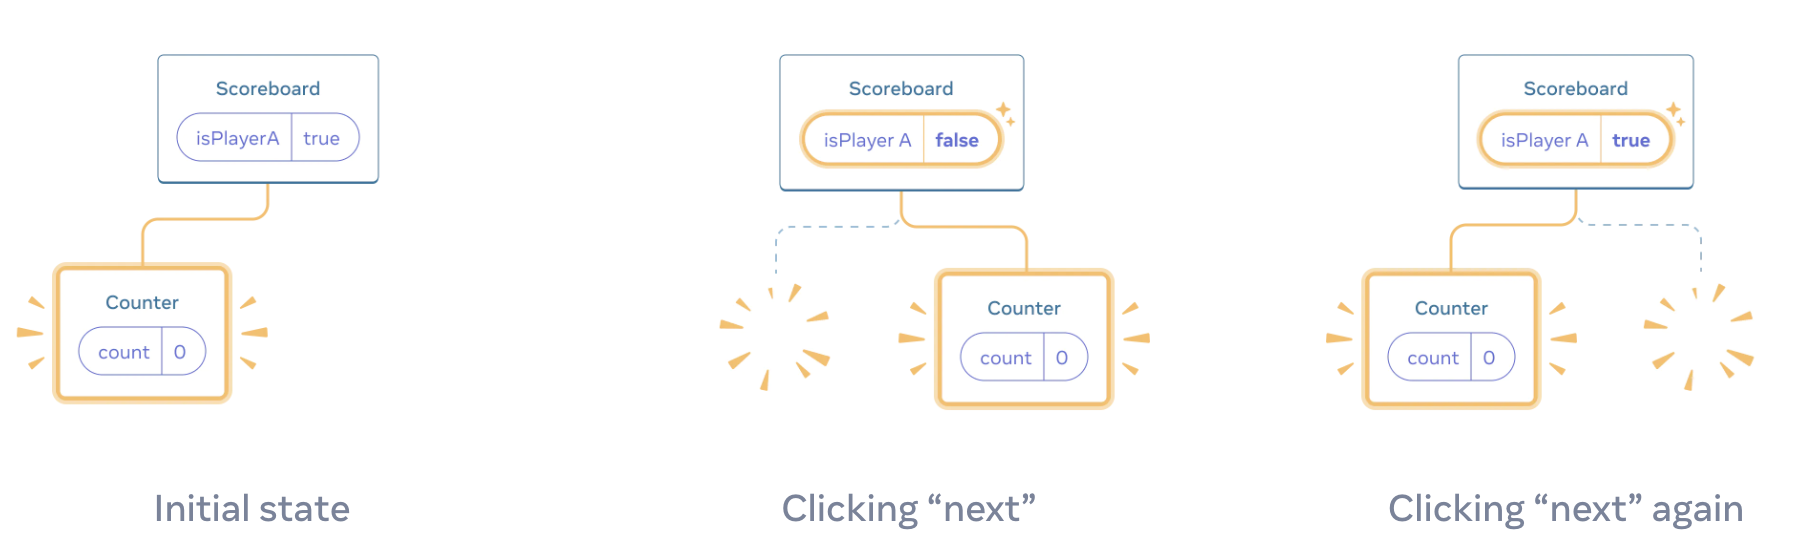 Scoreboard
isPlayerA true
Counter
count 0
Initial state
Scoreboard
isPlayer A false
Counter
count 0
Clicking “next”
Scoreboard
isPlayer A true
Counter
count 0
Clicking “next” again